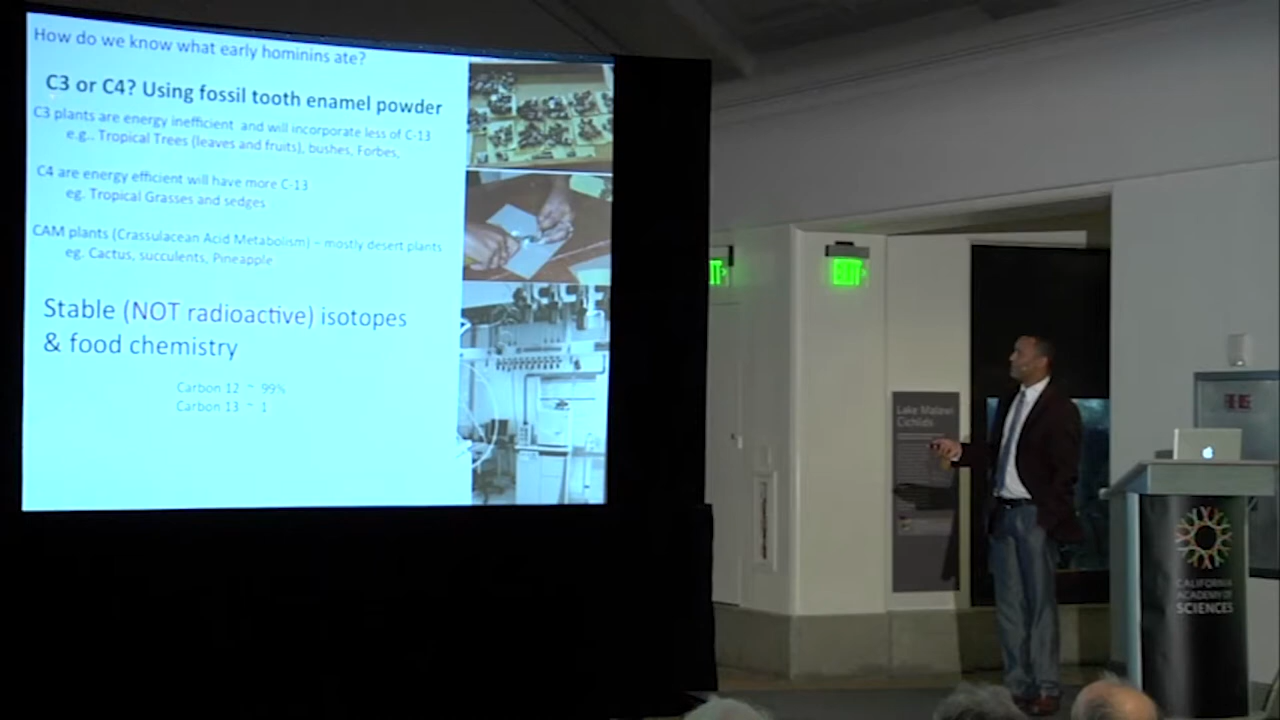 How do we know what early hominins ate?
C3 or C4? Using fossil tooth enamel powder
C3 plants are energy inefficient and will incorporate less of C-13
e.g.. Tropical Trees (leaves and fruits), bushes, Forbes,
C4 are energy efficient will have more C-13
eg. Tropical Grasses and sedges
CAM plants (Crassulacean Acid Metabolism) – mostly desert plants
eg. Cactus, succulents, Pineapple
Stable (NOT radioactive) isotopes
& food chemistry
Carbon 12 ~ 99%
Carbon 13 ~ 1
EXIT
Lake Malawi
Cichlids
CALIFORNIA
ACADEMY OF
SCIENCES